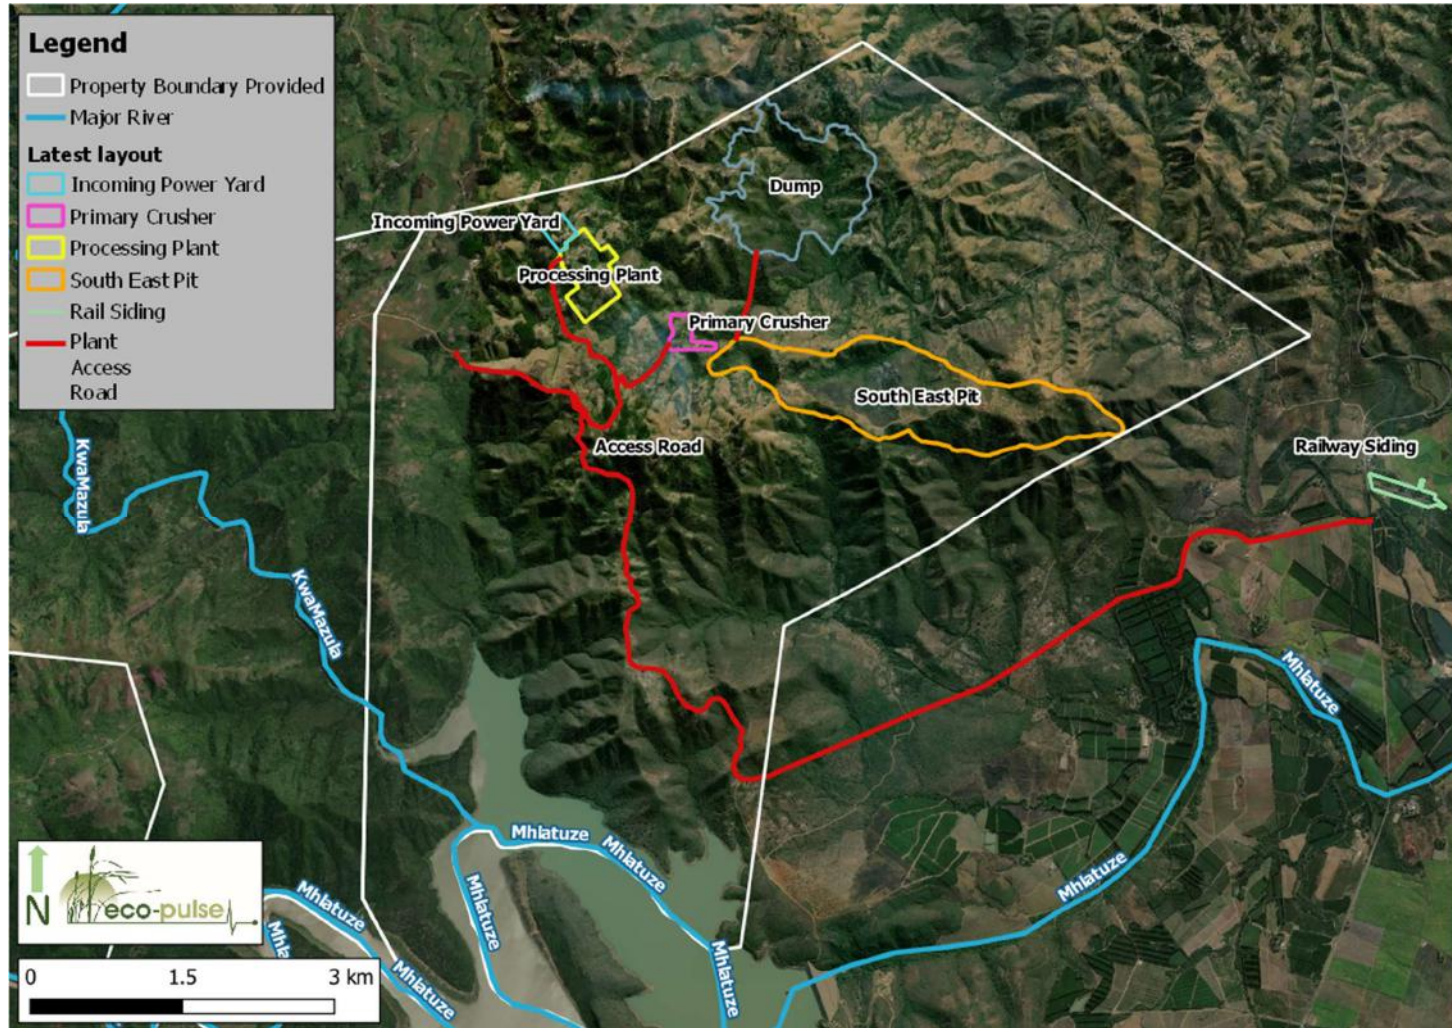 Legend
Property Boundary Provided
Major River
Latest layout
Incoming Power Yard
Primary Crusher
Processing Plant
South East Pit
Rail Siding
Plant
Access
Road
Dump
Incoming Power Yard
Processing Plant
Primary Crusher
South East Pit
Access Road
Railway Siding
KwaMazula
KwaMazula
Mhlatuze
Mhlatuze
Mhlatuze
Mhlatuze
Mhlatuze
Mhlatuze
Mhla
Mhlatuze
Mhlatuze
N
eco-pulse
0 1.5 3 km